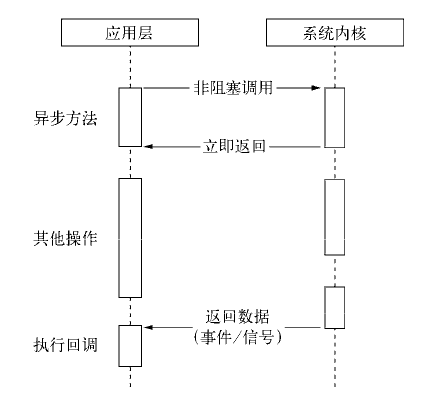 应用层
系统内核
非阻塞调用
异步方法
立即返回
其他操作
返回数据
(事件/信号)
执行回调